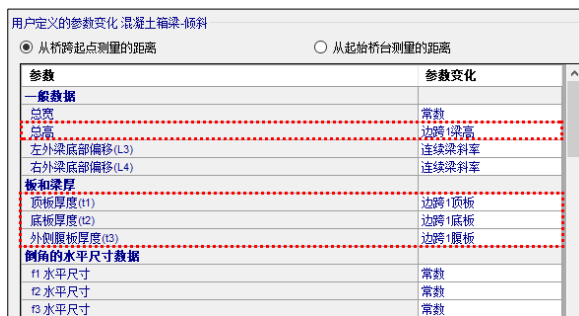 用户定义的参数变化 混凝土箱梁-倾斜
从桥跨起点测量的距离 从起始桥台测量的距离
参数 参数变化
一般数据
总宽 常数
总高 边跨1梁高
左外梁底部偏移(L3) 连续梁斜率
右外梁底部偏移(L4) 连续梁斜率
板和梁厚
顶板厚度(t1) 边跨1顶板
底板厚度(t2) 边跨1底板
外侧腹板厚度(t3) 边跨1腹板
倒角的水平尺寸数据
f1 水平尺寸 常数
f2 水平尺寸 常数
f3 水平尺寸 常数